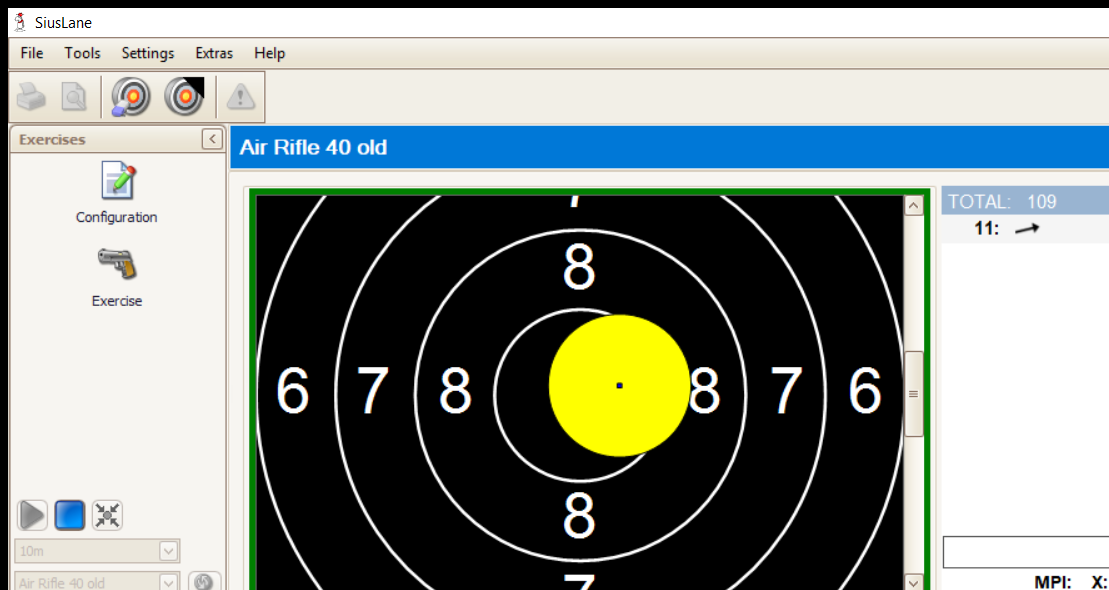 SiusLane
File Tools Settings Extras Help
Exercises
Air Rifle 40 old
Configuration
Exercise
10m
Air Rifle 40 old
7
8
6 7 8 8 7 6
8
7
TOTAL: 109
11:
MPI: X: